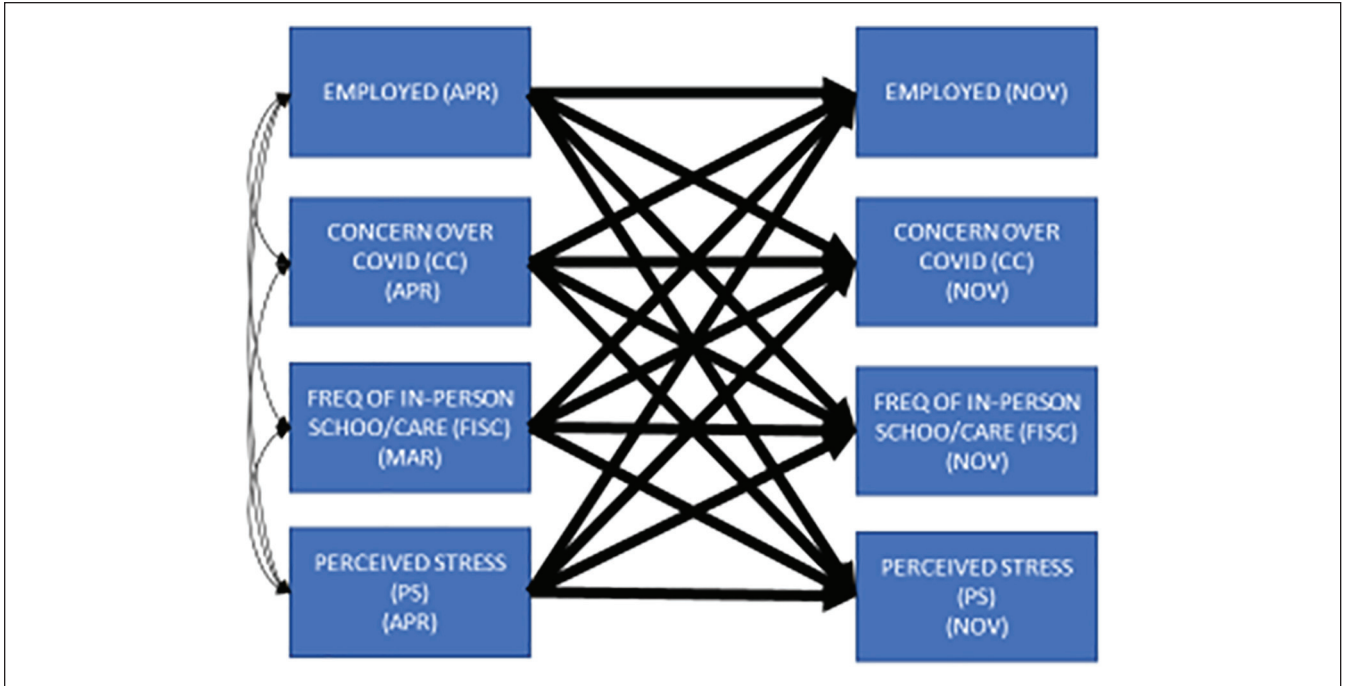 EMPLOYED (APR)
EMPLOYED (NOV)
CONCERN OVER
COVID (CC)
(APR)
CONCERN OVER
COVID (CC)
(NOV)
FREQ OF IN-PERSON
SCHOO/CARE (FISC)
(MAR)
FREQ OF IN-PERSON
SCHOO/CARE (FISC)
(NOV)
PERCEIVED STRESS
(PS)
(APR)
PERCEIVED STRESS
(PS)
(NOV)